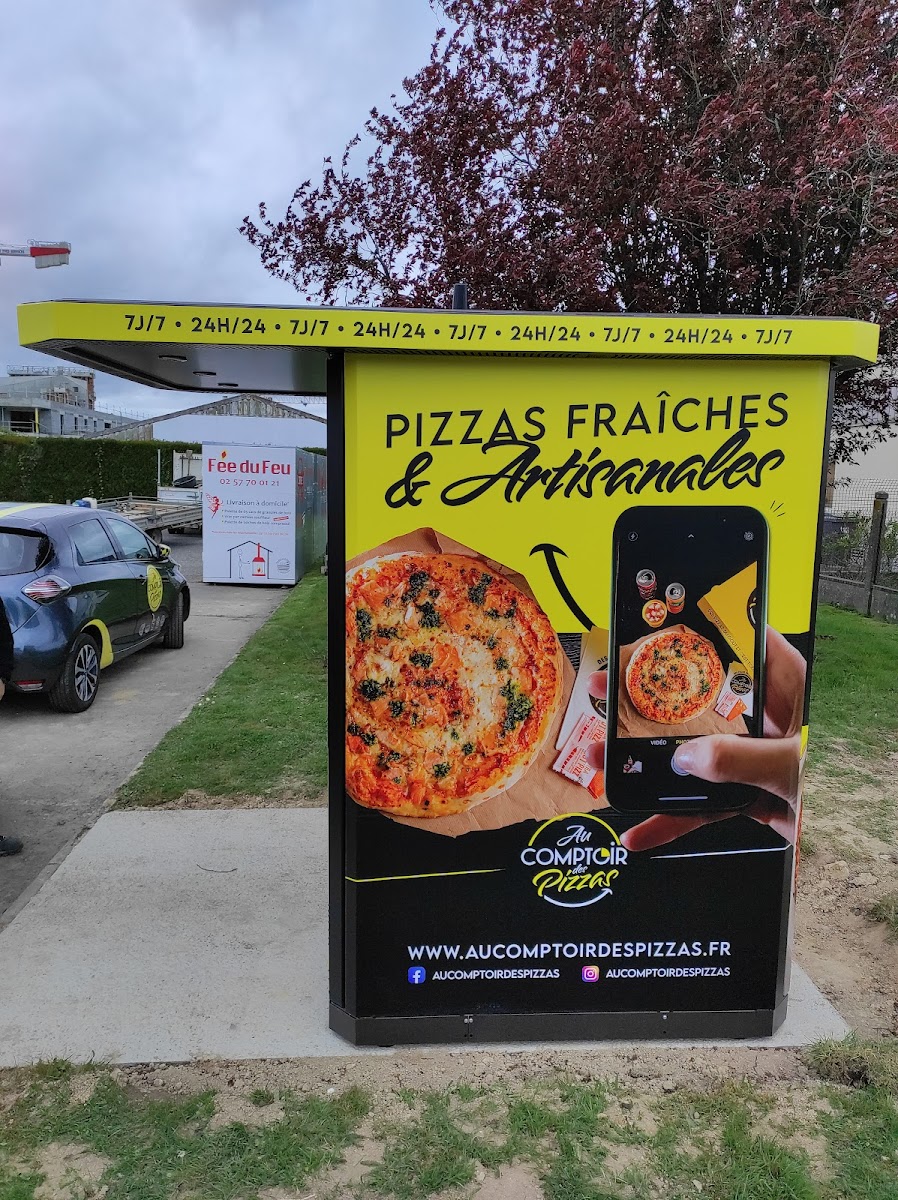 7J/7 • 24H/24 • 7J/7 • 24H/24 • 7J/7 • 24H/24 • 7J/7 • 24H/24 • 7J/7
PIZZAS FRAÎCHES
& Artisanales
Fée du Feu
02 57 70 01 21
Livraison à domicile
VIDÉO
Au
COMPTOIR
des
Pizzas
WWW.AUCOMPTOIRDESPIZZAS.FR
AUCOMPTOIRDESPIZZAS
AUCOMPTOIRDESPIZZAS